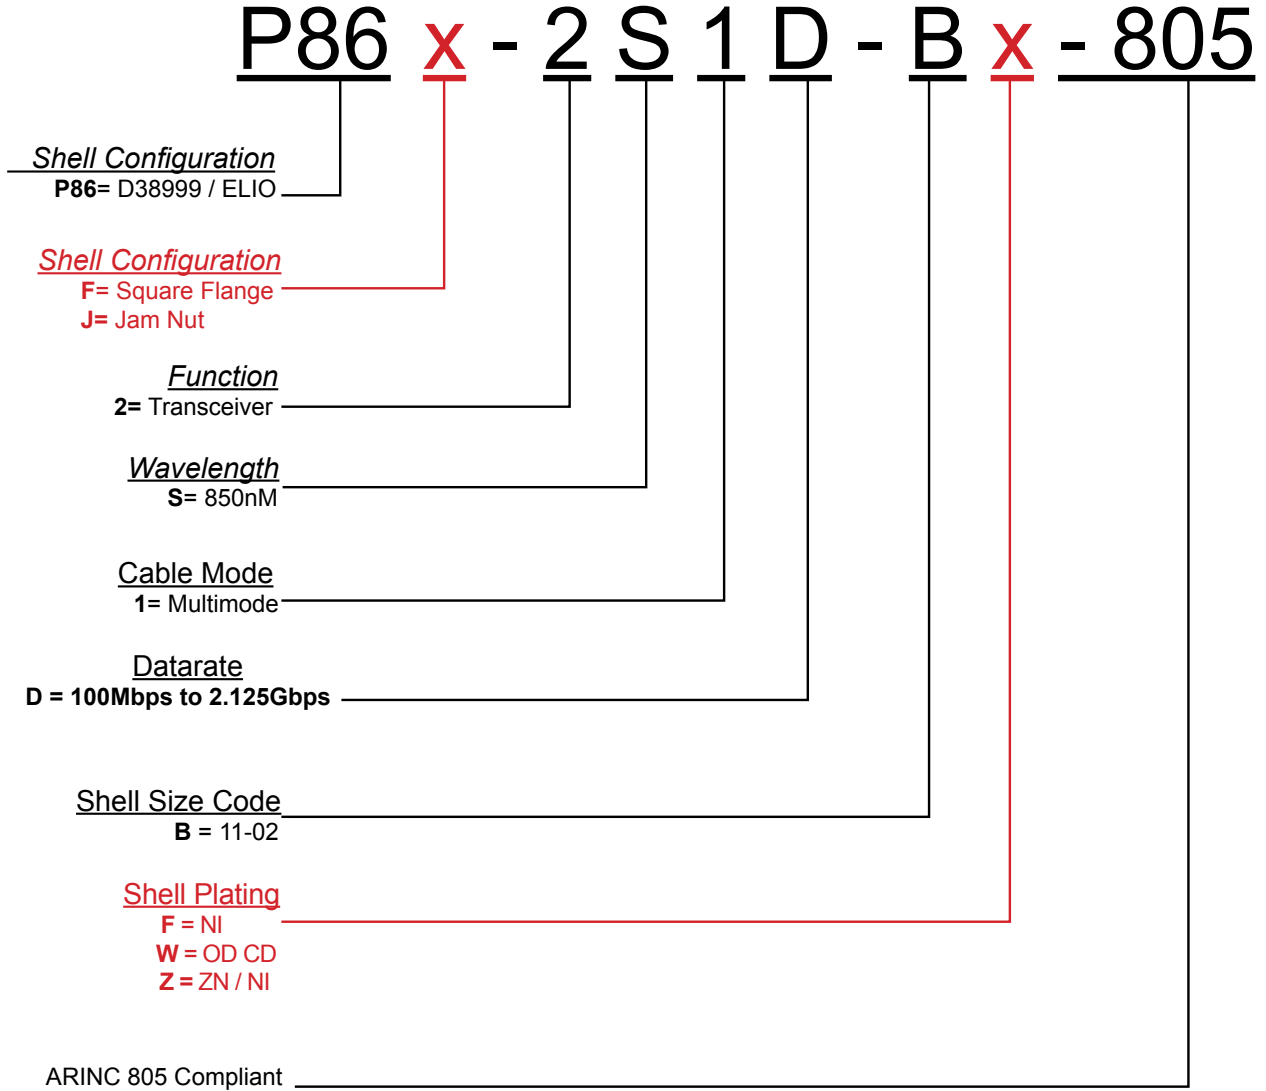 P86 x - 2 S 1 D - B x - 805
Shell Configuration
P86= D38999 / ELIO
Shell Configuration
F= Square Flange
J= Jam Nut
Function
2= Transceiver
Wavelength
S= 850nM
Cable Mode
1= Multimode
Datarate
D = 100Mbps to 2.125Gbps
Shell Size Code
B = 11-02
Shell Plating
F = NI
W = OD CD
Z = ZN / NI
ARINC 805 Compliant